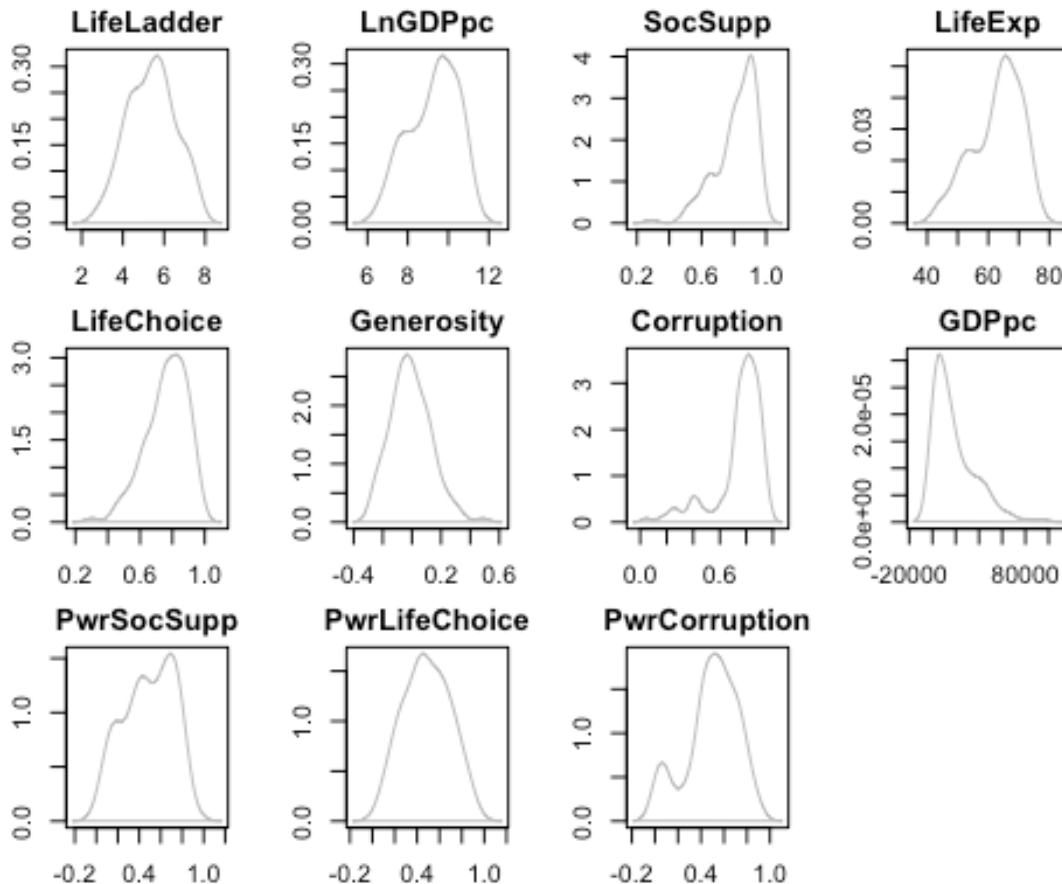 LifeLadder LnGDPpc SocSupp LifeExp
0.00 0.15 0.30 0.00 0.15 0.30 0 1 2 3 4 0.00 0.03
2 4 6 8 6 8 10 12 0.2 0.6 1.0 40 60 80
LifeChoice Generosity Corruption GDPpc
0.0 1.5 3.0 0.0 1.0 2.0 0 1 2 3 0.0e+00 2.0e-05
0.2 0.6 1.0 -0.4 0.2 0.6 0.0 0.6 -20000 80000
PwrSocSupp PwrLifeChoice PwrCorruption
0.0 1.0 0.0 1.0 0.0 1.0
-0.2 0.4 1.0 -0.2 0.4 1.0 -0.2 0.4 1.0